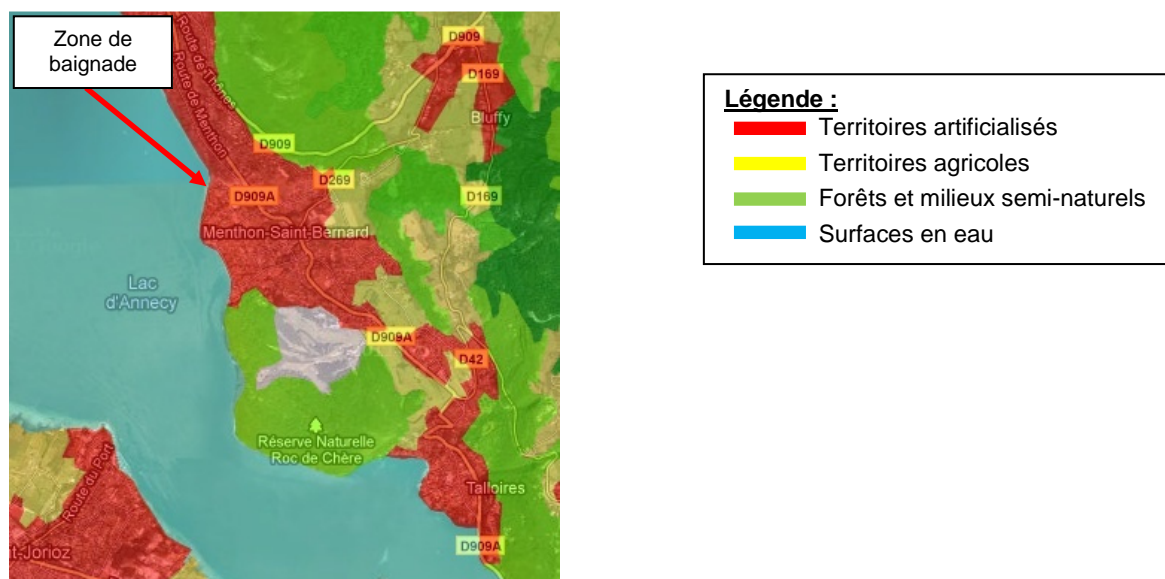 Zone de
baignade
Route de Thônes
Route de Menthon
D909
D169
Bluffy
D909
D269
D169
D909A
Menthon-Saint-Bernard
Lac
d'Annecy
D909A
D42
Réserve Naturelle
Roc de Chère
Route du Port
Talloires
nt-Jorioz
D909A
Légende :
Territoires artificialisés
Territoires agricoles
Forêts et milieux semi-naturels
Surfaces en eau